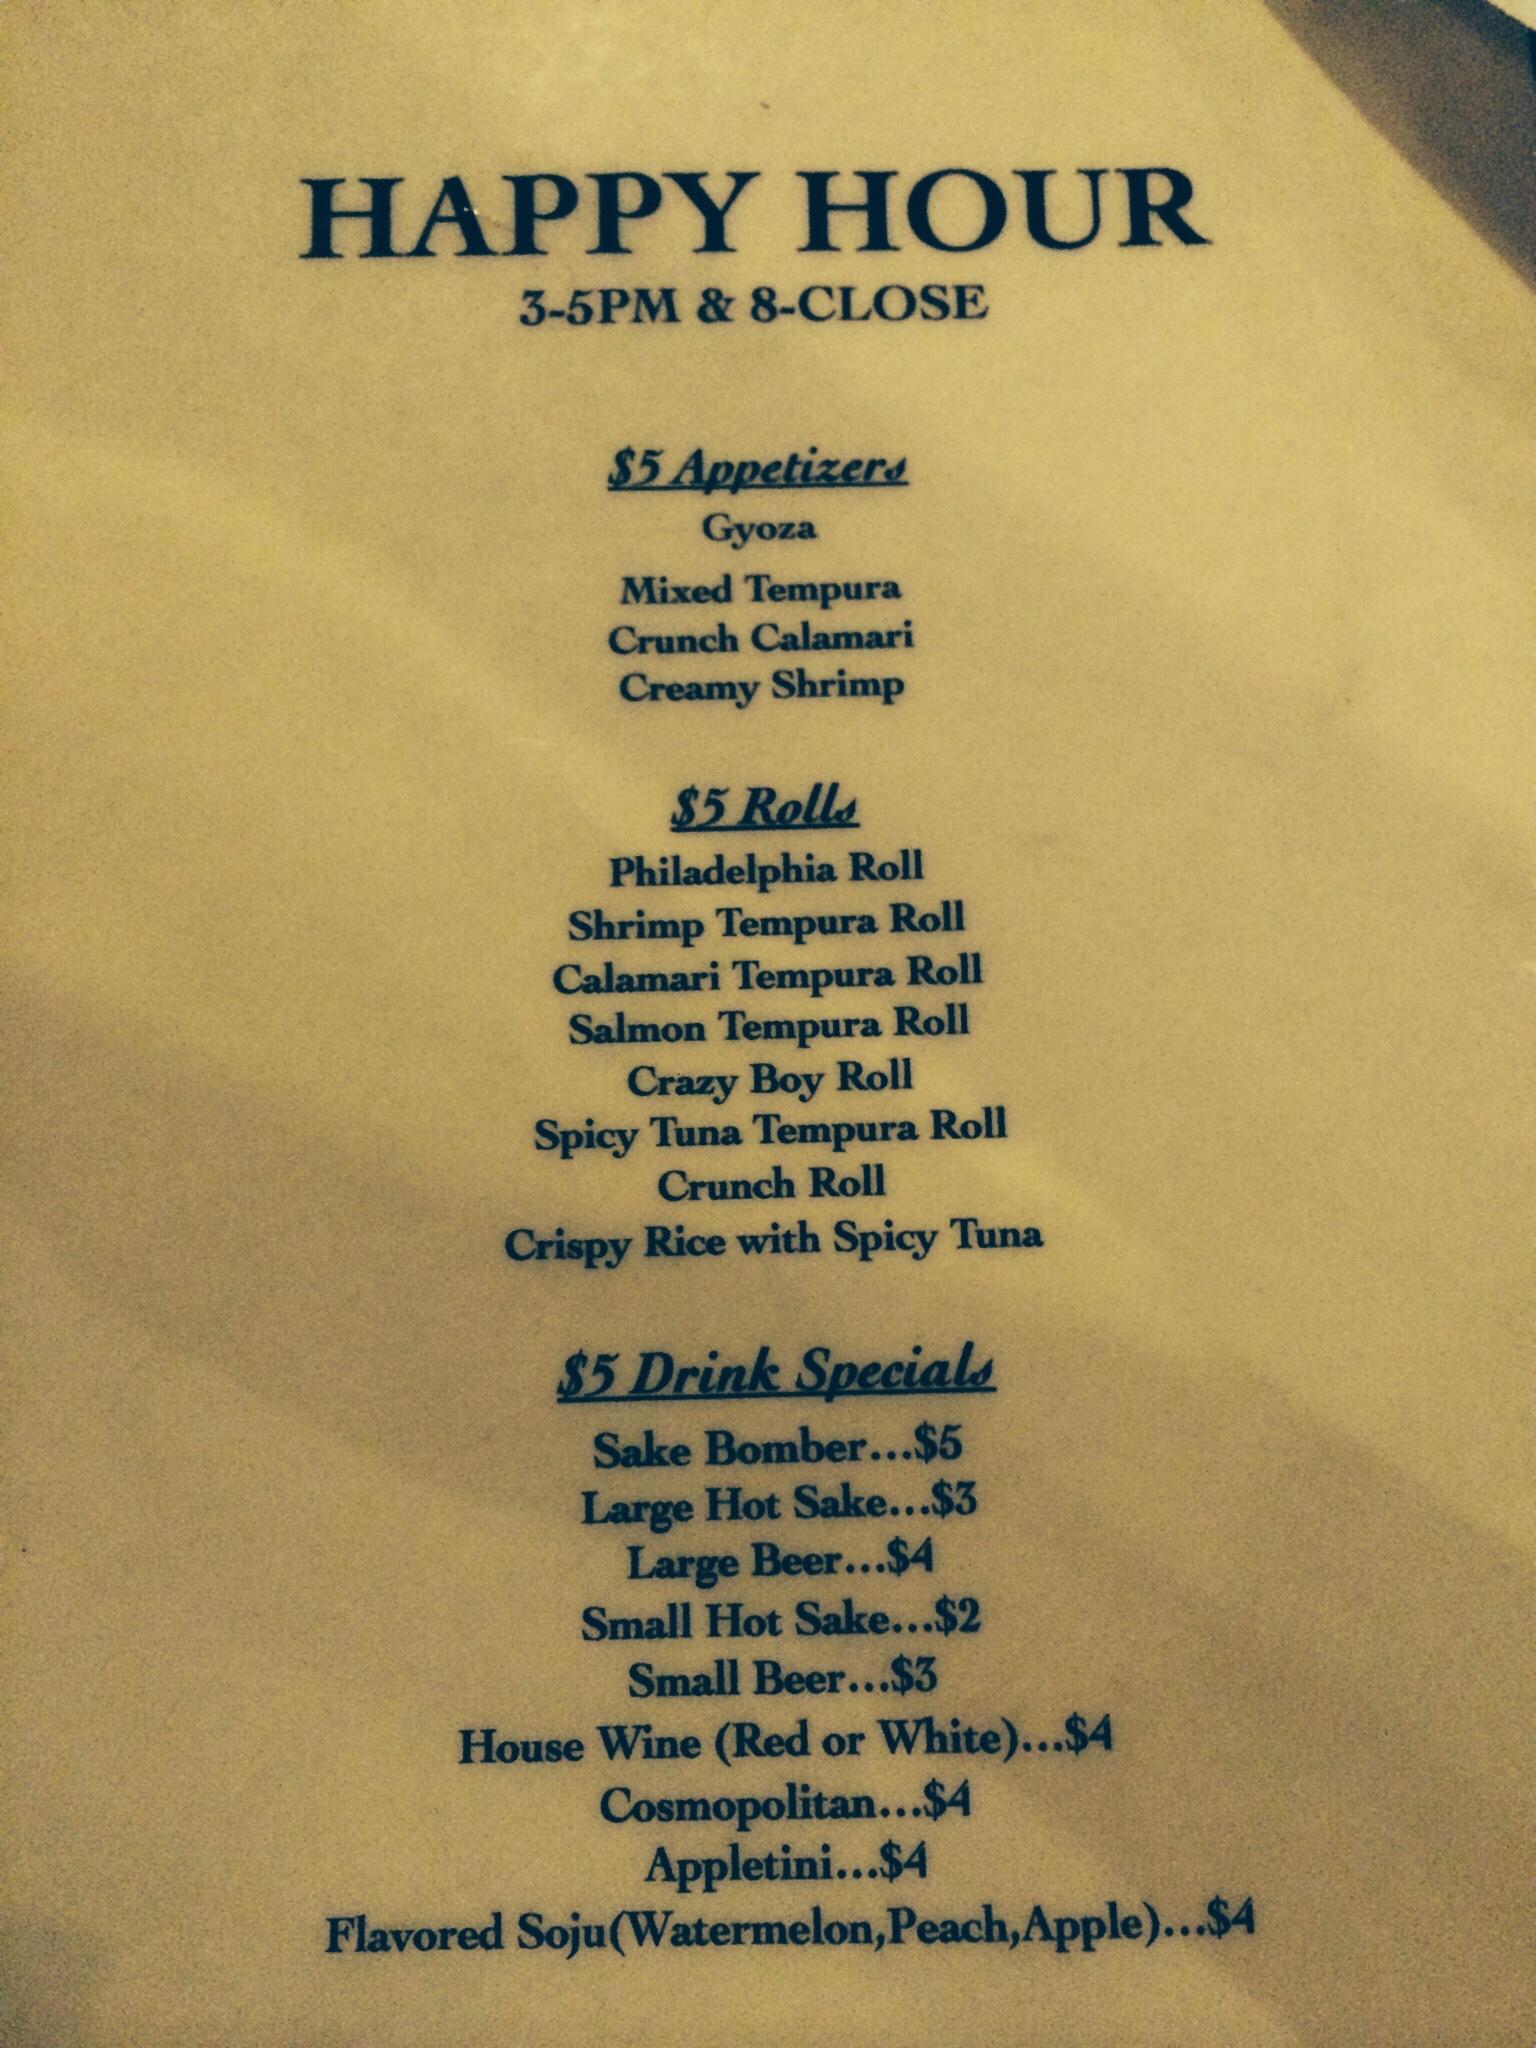 HAPPY HOUR
3-5PM & 8-CLOSE
$5 Appetizers
Gyoza
Mixed Tempura
Crunch Calamari
Creamy Shrimp
$5 Rolls
Philadelphia Roll
Shrimp Tempura Roll
Calamari Tempura Roll
Salmon Tempura Roll
Crazy Boy Roll
Spicy Tuna Tempura Roll
Crunch Roll
Crispy Rice with Spicy Tuna
$5 Drink Specials
Sake Bomber...$5
Large Hot Sake...$3
Large Beer...$4
Small Hot Sake...$2
Small Beer...$3
House Wine (Red or White)...$4
Cosmopolitan...$4
Appletini...$4
Flavored Soju(Watermelon,Peach,Apple)...$4